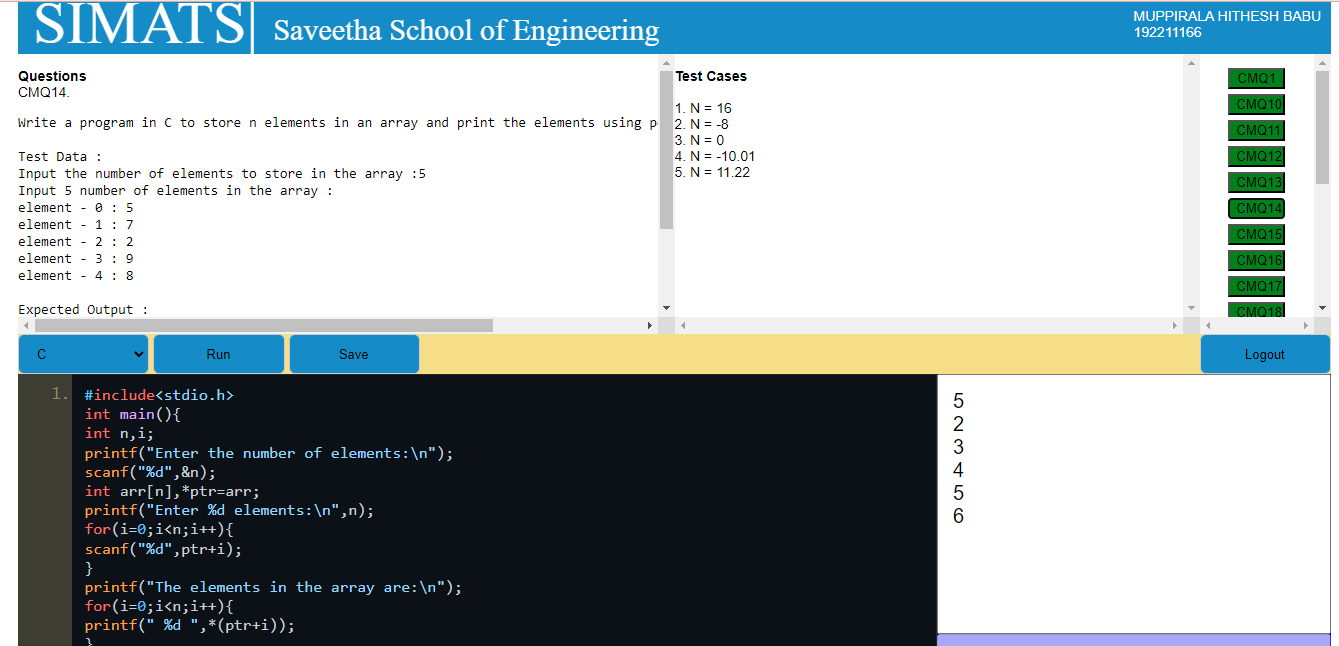 SIMATS
Saveetha School of Engineering
MUPPIRALA HITHESH BABU
192211166
Questions
CMQ14.
Write a program in C to store n elements in an array and print the elements using
Test Data :
Input the number of elements to store in the array :5
Input 5 number of elements in the array :
element - 0 : 5
element - 1 : 7
element - 2 : 2
element - 3 : 9
element - 4 : 8
Expected Output :
Test Cases
1. N = 16
2. N = -8
3. N = 0
4. N = -10.01
5. N = 11.22
CMQ1
CMQ10
CMQ11
CMQ12
CMQ13
CMQ14
CMQ15
CMQ16
CMQ17
CMQ18
C
Run
Save
Logout
1.
#include<stdio.h>
int main(){
int n,i;
printf("Enter the number of elements:\n");
scanf("%d",&n);
int arr[n],*ptr=arr;
printf("Enter %d elements:\n",n);
for(i=0;i<n;i++){
scanf("%d",ptr+i);
}
printf("The elements in the array are:\n");
for(i=0;i<n;i++){
printf(" %d ",*(ptr+i));
}
5
2
3
4
5
6